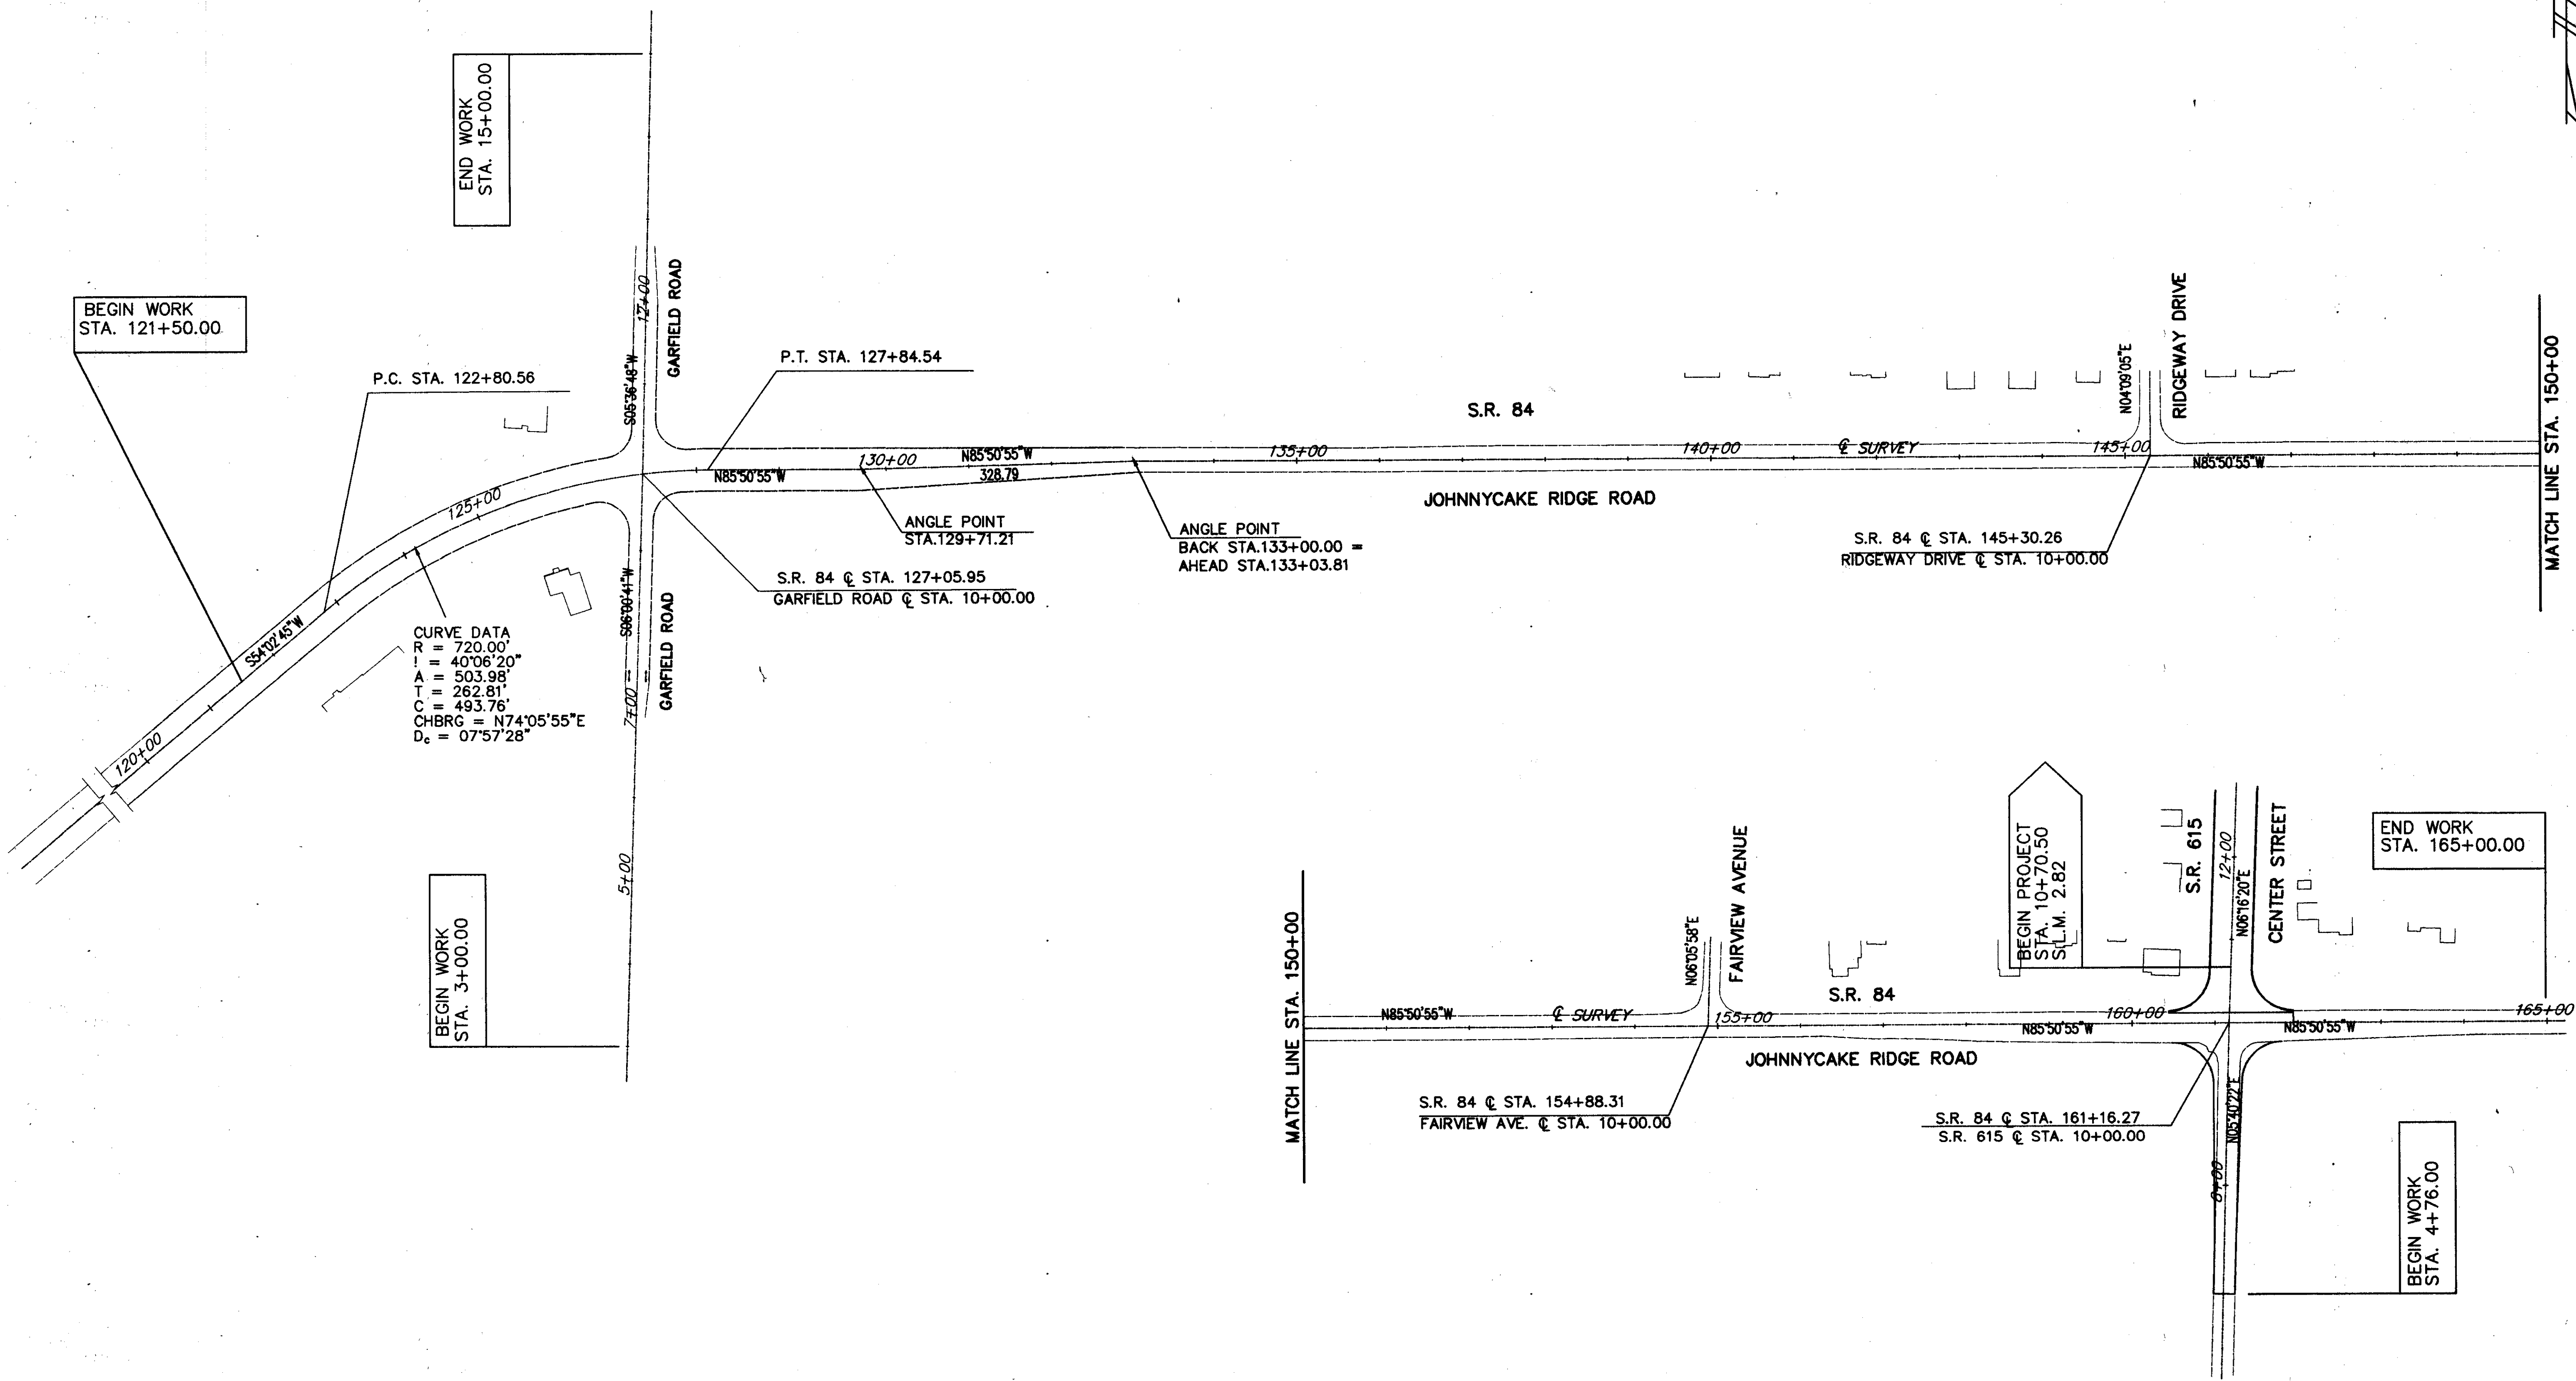 END WORK
STA. 15+00.00
BEGIN WORK
STA. 121+50.00
P.C. STA. 122+80.56
12+00
GARFIELD ROAD
S05°36'48"W
P.T. STA. 127+84.54
S.R. 84
N04°09'05"E
RIDGEWAY DRIVE
MATCH LINE STA. 150+00
125+00
N85°50'55"W
130+00
N85°50'55"W
328.79
135+00
140+00
℄ SURVEY
145+00
N85°50'55"W
JOHNNYCAKE RIDGE ROAD
ANGLE POINT
STA.129+71.21
ANGLE POINT
BACK STA.133+00.00 =
AHEAD STA.133+03.81
S.R. 84 ℄ STA. 145+30.26
RIDGEWAY DRIVE ℄ STA. 10+00.00
S.R. 84 ℄ STA. 127+05.95
GARFIELD ROAD ℄ STA. 10+00.00
S06°00'41"W
GARFIELD ROAD
7+00
S54°02'45"W
CURVE DATA
R = 720.00'
! = 40°06'20"
A = 503.98'
T = 262.81'
C = 493.76'
CHBRG = N74°05'55"E
Dc = 07°57'28"
120+00
5+00
BEGIN WORK
STA. 3+00.00
MATCH LINE STA. 150+00
N85°50'55"W
℄ SURVEY
N06°05'58"E
FAIRVIEW AVENUE
155+00
S.R. 84
BEGIN PROJECT
STA. 10+70.50
S.L.M. 2.82
S.R. 615
12+00
N06°16'20"E
CENTER STREET
END WORK
STA. 165+00.00
160+00
N85°50'55"W
N85°50'55"W
165+00
JOHNNYCAKE RIDGE ROAD
S.R. 84 ℄ STA. 154+88.31
FAIRVIEW AVE. ℄ STA. 10+00.00
S.R. 84 ℄ STA. 161+16.27
S.R. 615 ℄ STA. 10+00.00
N05°40'22"E
8+00
BEGIN WORK
STA. 4+76.00